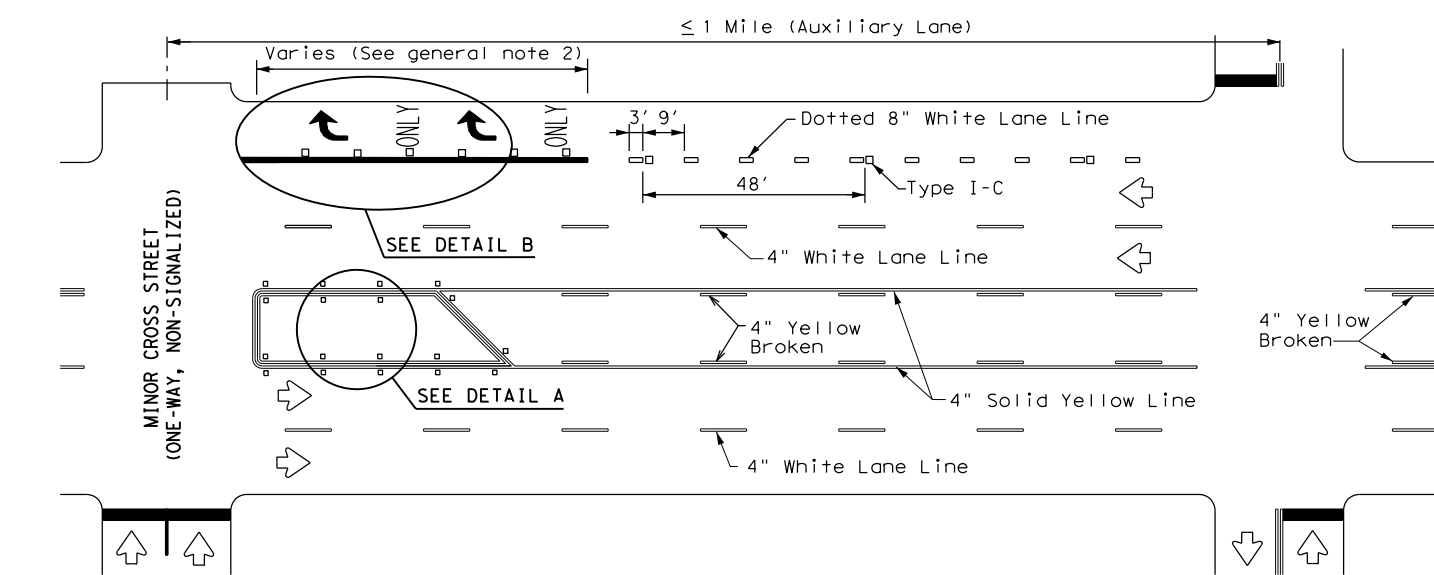 ≤ 1 Mile (Auxiliary Lane)
Varies (See general note 2)
ONLY
ONLY
3' 9'
Dotted 8" White Lane Line
48'
Type I-C
SEE DETAIL B
4" White Lane Line
MINOR CROSS STREET
(ONE-WAY, NON-SIGNALIZED)
4" Yellow
Broken
4" Yellow
Broken
SEE DETAIL A
4" Solid Yellow Line
4" White Lane Line